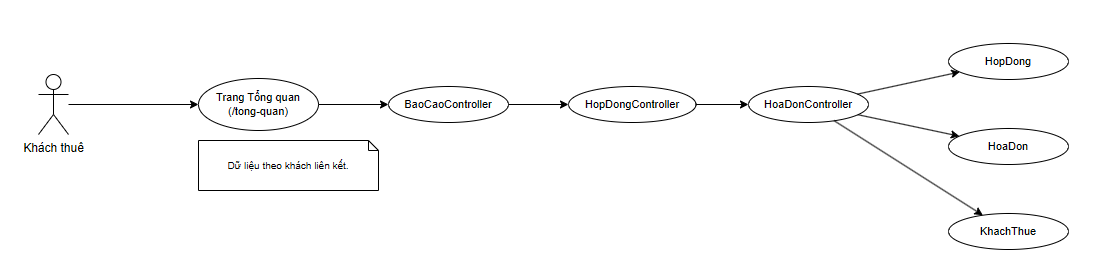 Khách thuê
Trang Tổng quan
(/tong-quan)
Dữ liệu theo khách liên kết.
BaoCaoController
HopDongController
HoaDonController
HopDong
HoaDon
KhachThue